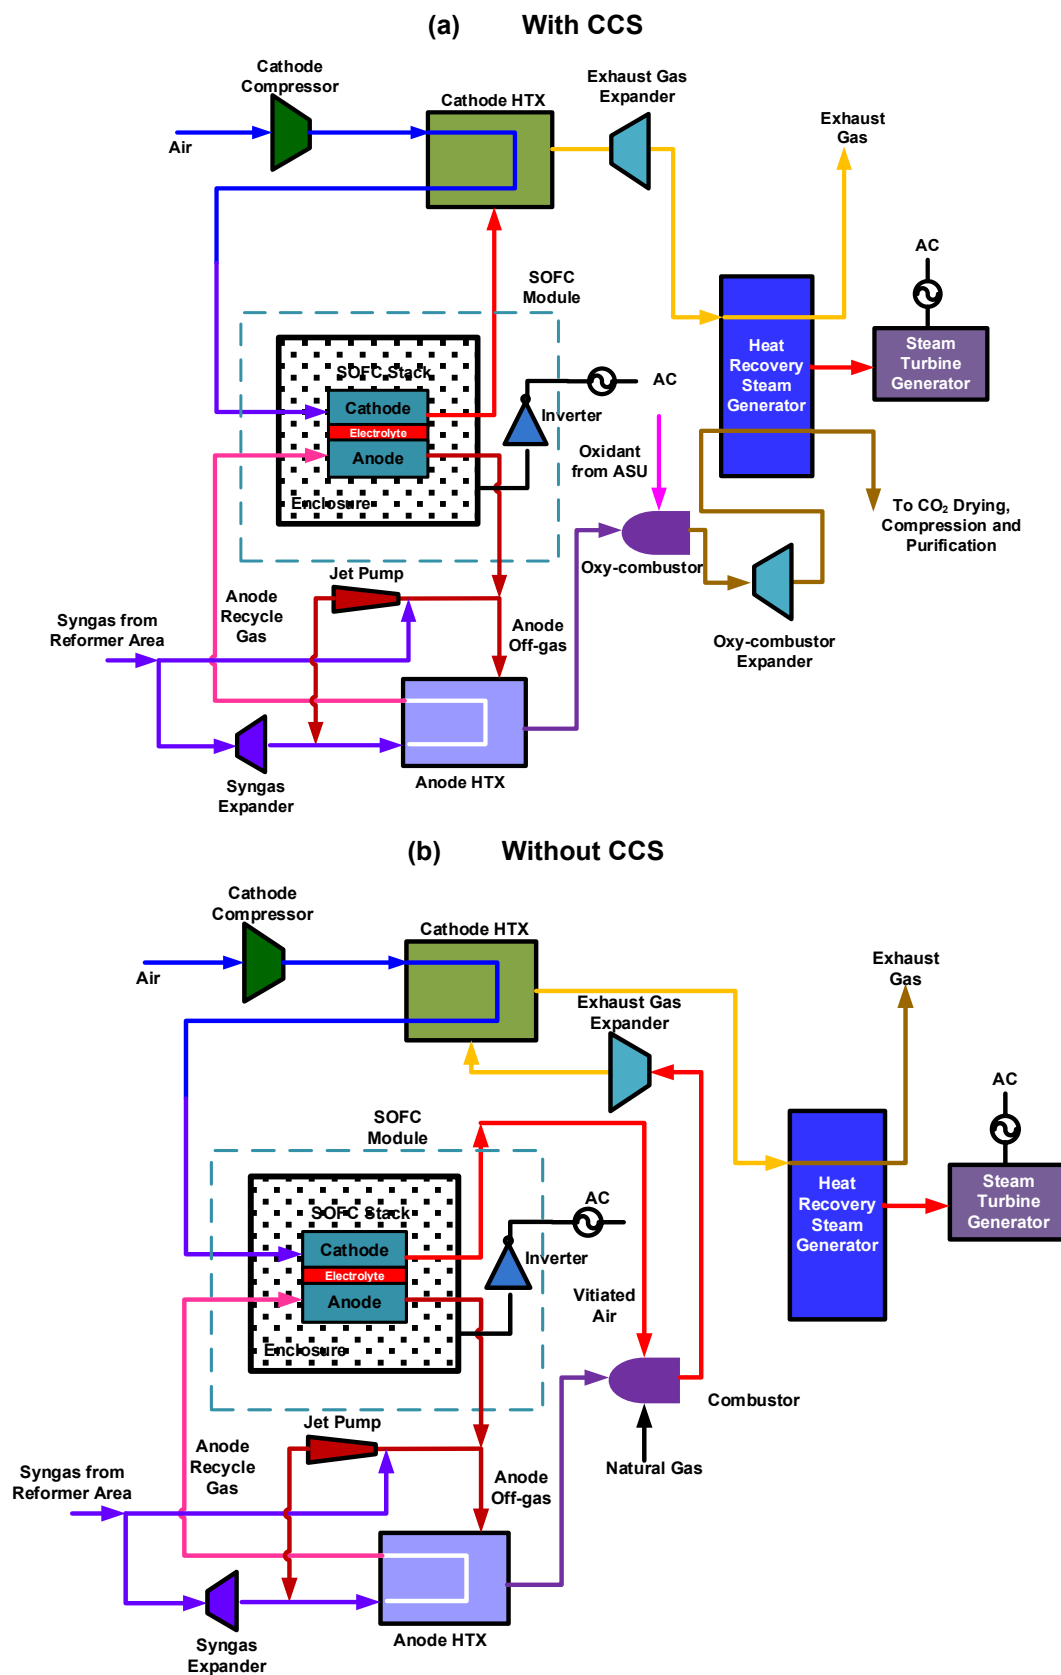 (a) With CCS
Cathode
Compressor
Air
Cathode HTX
Exhaust Gas
Expander
Exhaust
Gas
AC
SOFC
Module
SOFC Stack
Cathode
Electrolyte
Anode
Enclosure
Inverter
AC
Heat
Recovery
Steam
Generator
Steam
Turbine
Generator
Oxidant
from ASU
Oxy-combustor
To CO₂ Drying,
Compression and
Purification
Oxy-combustor
Expander
Jet Pump
Anode
Recycle
Gas
Anode
Off-gas
Syngas from
Reformer Area
Syngas
Expander
Anode HTX
(b) Without CCS
Cathode
Compressor
Air
Cathode HTX
Exhaust Gas
Expander
Exhaust
Gas
AC
SOFC
Module
SOFC Stack
Cathode
Electrolyte
Anode
Enclosure
AC
Inverter
Vitiated
Air
Heat
Recovery
Steam
Generator
Steam
Turbine
Generator
Combustor
Natural Gas
Jet Pump
Anode
Recycle
Gas
Anode
Off-gas
Syngas from
Reformer Area
Syngas
Expander
Anode HTX